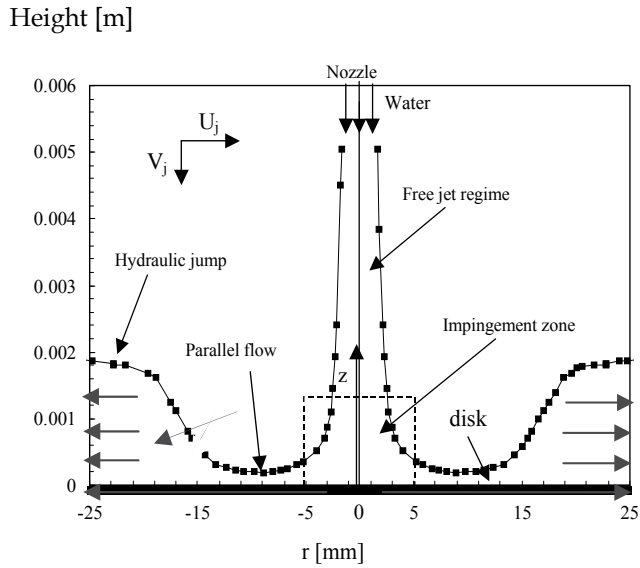 Height [m]
Nozzle
0.006
Water
U_j
0.005
V_j
Free jet regime
0.004
Hydraulic jump
0.003
Impingement zone
Parallel flow
0.002
z
disk
0.001
0
-25 -15 -5 0 5 15 25
r [mm]